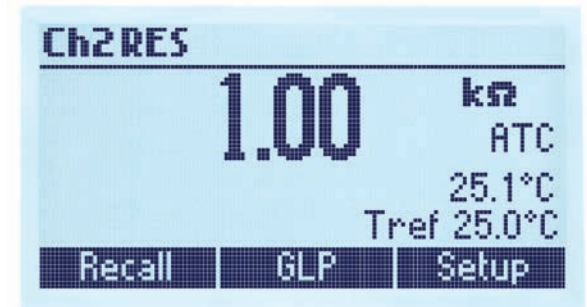 Ch2 RES
1.00 kΩ
ATC
25.1°C
Tref 25.0°C
Recall GLP Setup